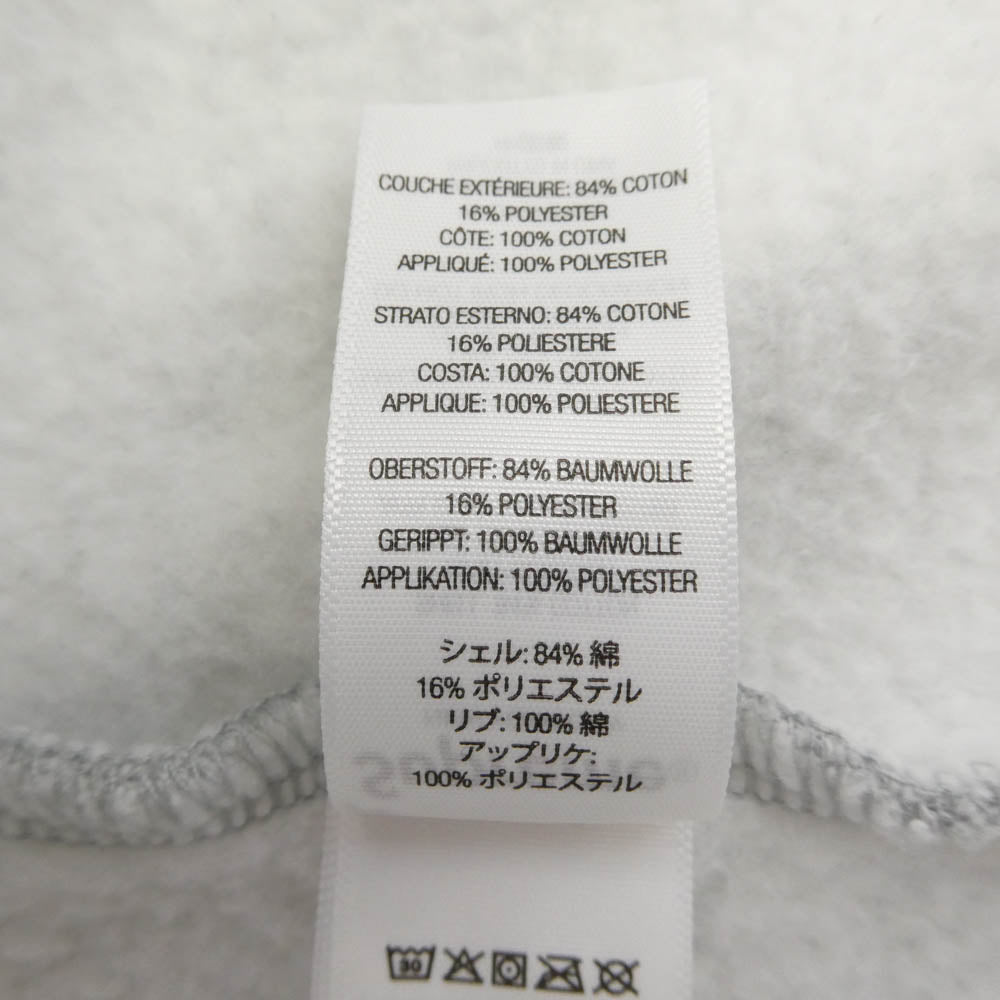 COUCHE EXTÉRIEURE: 84% COTON
16% POLYESTER
CÔTE: 100% COTON
APPLIQUÉ: 100% POLYESTER
STRATO ESTERNO: 84% COTONE
16% POLIESTERE
COSTA: 100% COTONE
APPLIQUE: 100% POLIESTERE
OBERSTOFF: 84% BAUMWOLLE
16% POLYESTER
GERIPPT: 100% BAUMWOLLE
APPLIKATION: 100% POLYESTER
シェル: 84% 綿
16% ポリエステル
リブ: 100% 綿
アップリケ:
100% ポリエステル
30